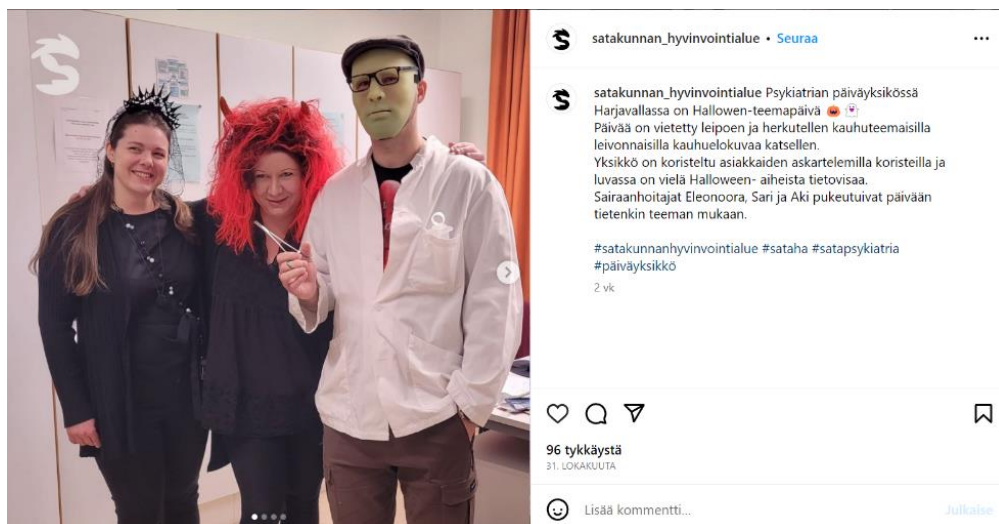 satakunnan_hyvinvointialue • Seuraa
satakunnan_hyvinvointialue Psykiatrian päiväyksikössä
Harjavallassa on Hallowen-teemapäivä 🎃 👻
Päivää on vietetty leipoen ja herkutellen kauhuteemaisilla
leivonnaisilla kauhuelokuvaa katsellen.
Yksikkö on koristeltu asiakkaiden askartelemilla koristeilla ja
luvassa on vielä Halloween- aiheista tietovisaa.
Sairaanhoitajat Eleonoora, Sari ja Aki pukeutuivat päivään
tietenkin teeman mukaan.
#satakunnanhyvinvointialue #sataha #satapsykiatria
#päiväyksikkö
2 vk
96 tykkäystä
31. LOKAKUUTA
Lisää kommentti...
Julkaise